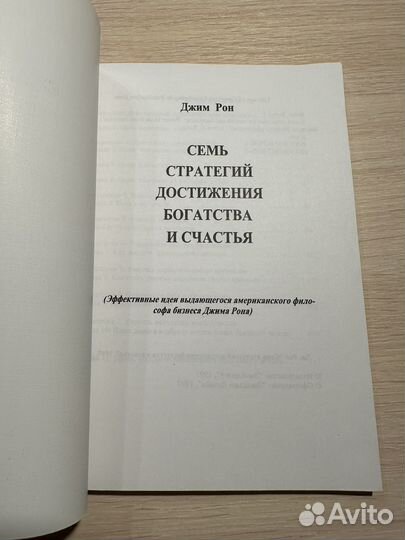 Джим Рон
СЕМЬ
СТРАТЕГИЙ
ДОСТИЖЕНИЯ
БОГАТСТВА
И СЧАСТЬЯ
(Эффективные идеи выдающегося американского фило-
софа бизнеса Джима Рона)
Avito